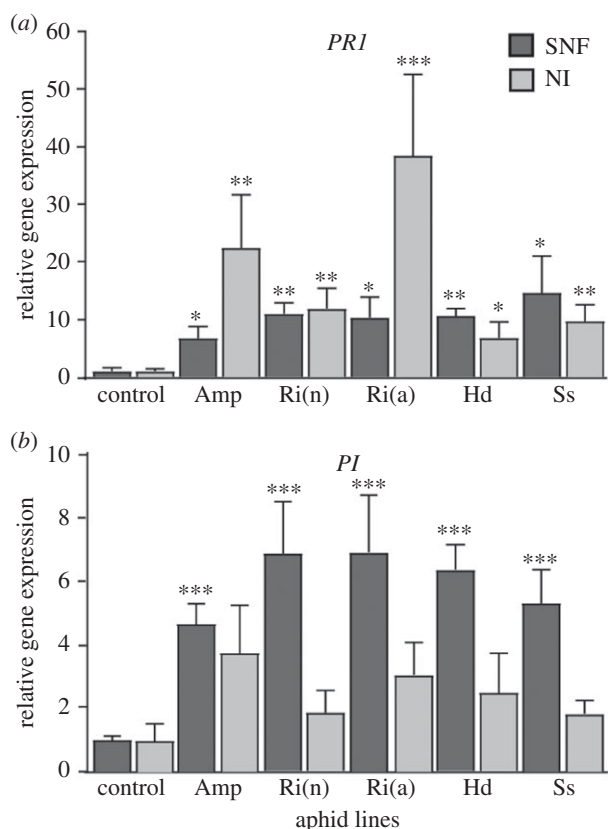 (a)
PR1
SNF
NI
relative gene expression
60
50
40
30
20
10
0
*
**
**
**
*
***
**
*
*
**
control Amp Ri(n) Ri(a) Hd Ss
(b)
PI
relative gene expression
10
8
6
4
2
0
***
***
***
***
***
control Amp Ri(n) Ri(a) Hd Ss
aphid lines